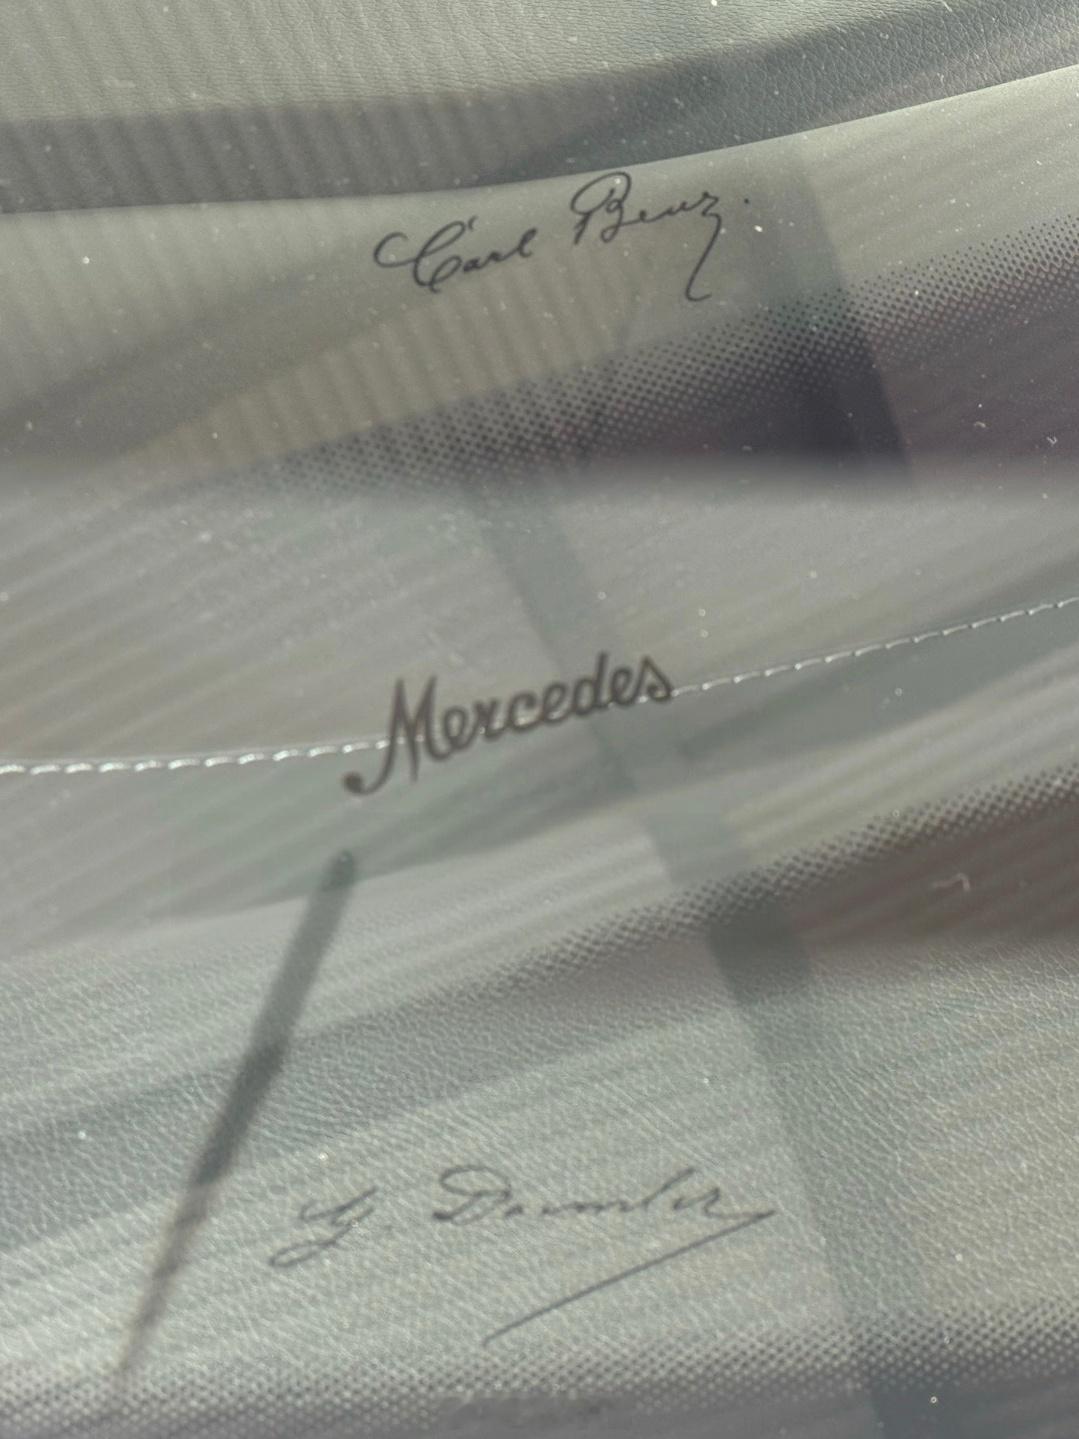 Carl Benz.
Mercedes
G. Daimler